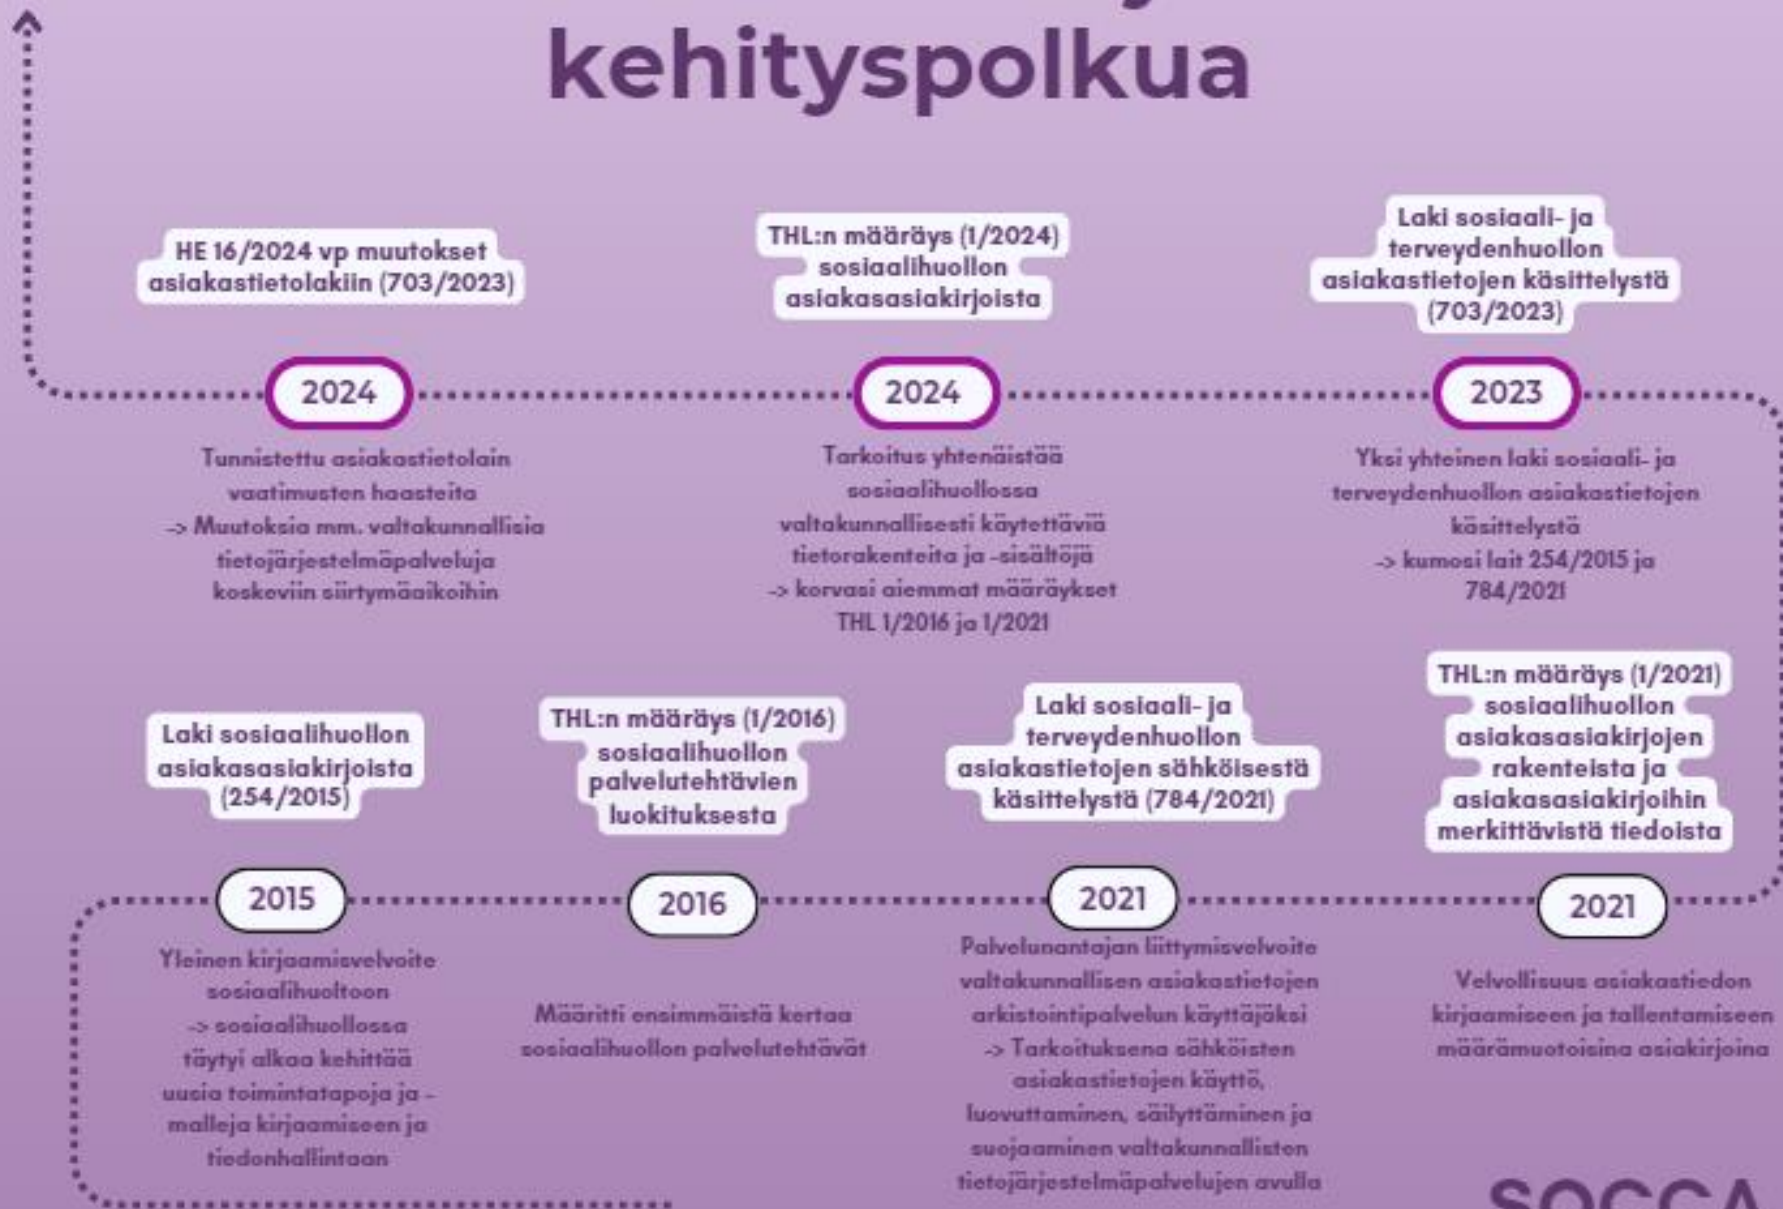 kehityspolkua
HE 16/2024 vp muutokset
asiakastietolakiin (703/2023)
2024
Tunnistettu asiakastietolain
vaatimusten haasteita
-> Muutoksia mm. valtakunnallisia
tietojärjestelmäpalveluja
koskeviin siirtymäaikoihin
THL:n määräys (1/2024)
sosiaalihuollon
asiakasasiakirjoista
2024
Tarkoitus yhtenäistää
sosiaalihuollossa
valtakunnallisesti käytettäviä
tietorakenteita ja -sisältöjä
-> korvasi aiemmat määräykset
THL 1/2016 ja 1/2021
Laki sosiaali- ja
terveydenhuollon
asiakastietojen käsittelystä
(703/2023)
2023
Yksi yhteinen laki sosiaali- ja
terveydenhuollon asiakastietojen
käsittelystä
-> kumosi lait 254/2015 ja
784/2021
Laki sosiaalihuollon
asiakasasiakirjoista
(254/2015)
2015
Yleinen kirjaamisvelvoite
sosiaalihuoltoon
-> sosiaalihuollossa
täytyi alkaa kehittää
uusia toimintatapoja ja -
malleja kirjaamiseen ja
tiedonhallintaan
THL:n määräys (1/2016)
sosiaalihuollon
palvelutehtävien
luokituksesta
2016
Määritti ensimmäistä kertaa
sosiaalihuollon palvelutehtävät
Laki sosiaali- ja
terveydenhuollon
asiakastietojen sähköisestä
käsittelystä (784/2021)
2021
Palvelunantajan liittymisvelvoite
valtakunnallisen asiakastietojen
arkistointipalvelun käyttäjäksi
-> Tarkoituksena sähköisten
asiakastietojen käyttö,
luovuttaminen, säilyttäminen ja
suojaaminen valtakunnallisten
tietojärjestelmäpalvelujen avulla
THL:n määräys (1/2021)
sosiaalihuollon
asiakasasiakirjojen
rakenteista ja
asiakasasiakirjoihin
merkittävistä tiedoista
2021
Velvollisuus asiakastiedon
kirjaamiseen ja tallentamiseen
määrämuotoisina asiakirjoina
SOCCA